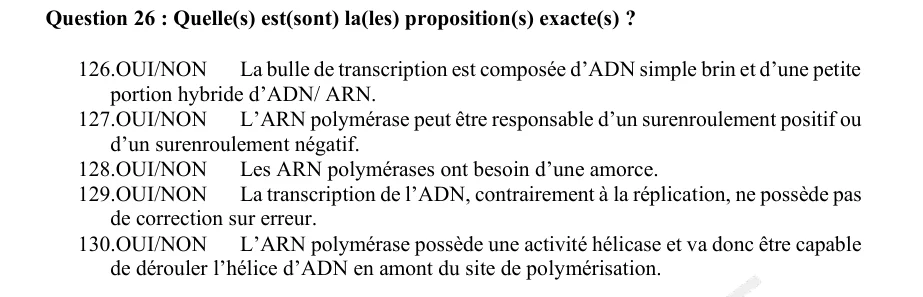 Question 26 : Quelle(s) est(sont) la(les) proposition(s) exacte(s) ?
126.OUI/NON La bulle de transcription est composée d’ADN simple brin et d’une petite
portion hybride d’ADN/ ARN.
127.OUI/NON L’ARN polymérase peut être responsable d’un surenroulement positif ou
d’un surenroulement négatif.
128.OUI/NON Les ARN polymérases ont besoin d’une amorce.
129.OUI/NON La transcription de l’ADN, contrairement à la réplication, ne possède pas
de correction sur erreur.
130.OUI/NON L’ARN polymérase possède une activité hélicase et va donc être capable
de dérouler l’hélice d’ADN en amont du site de polymérisation.